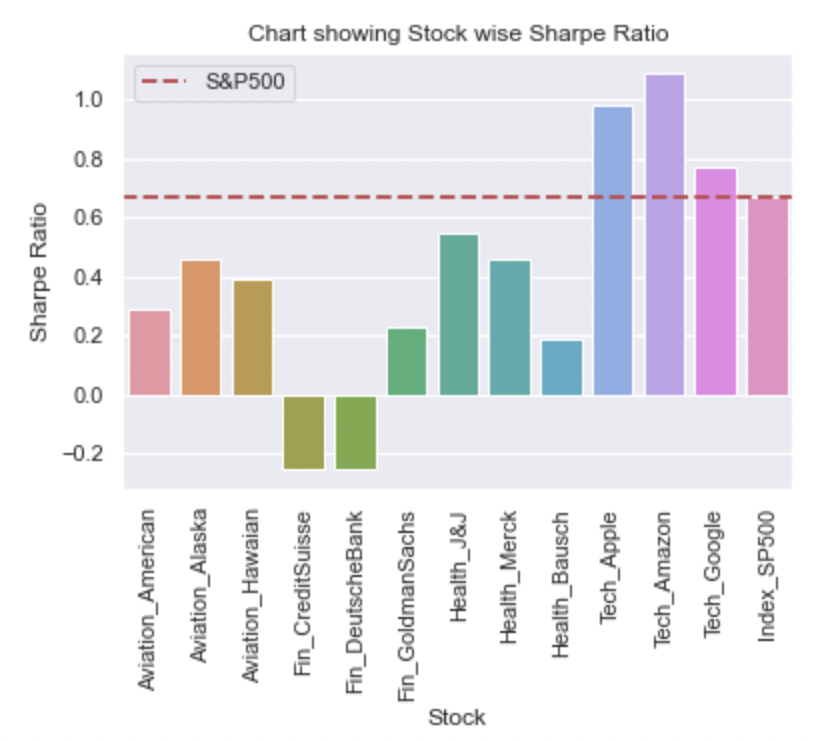 Chart showing Stock wise Sharpe Ratio
S&P500
Sharpe Ratio
1.0
0.8
0.6
0.4
0.2
0.0
−0.2
Aviation_American
Aviation_Alaska
Aviation_Hawaian
Fin_CreditSuisse
Fin_DeutscheBank
Fin_GoldmanSachs
Health_J&J
Health_Merck
Health_Bausch
Tech_Apple
Tech_Amazon
Tech_Google
Index_SP500
Stock